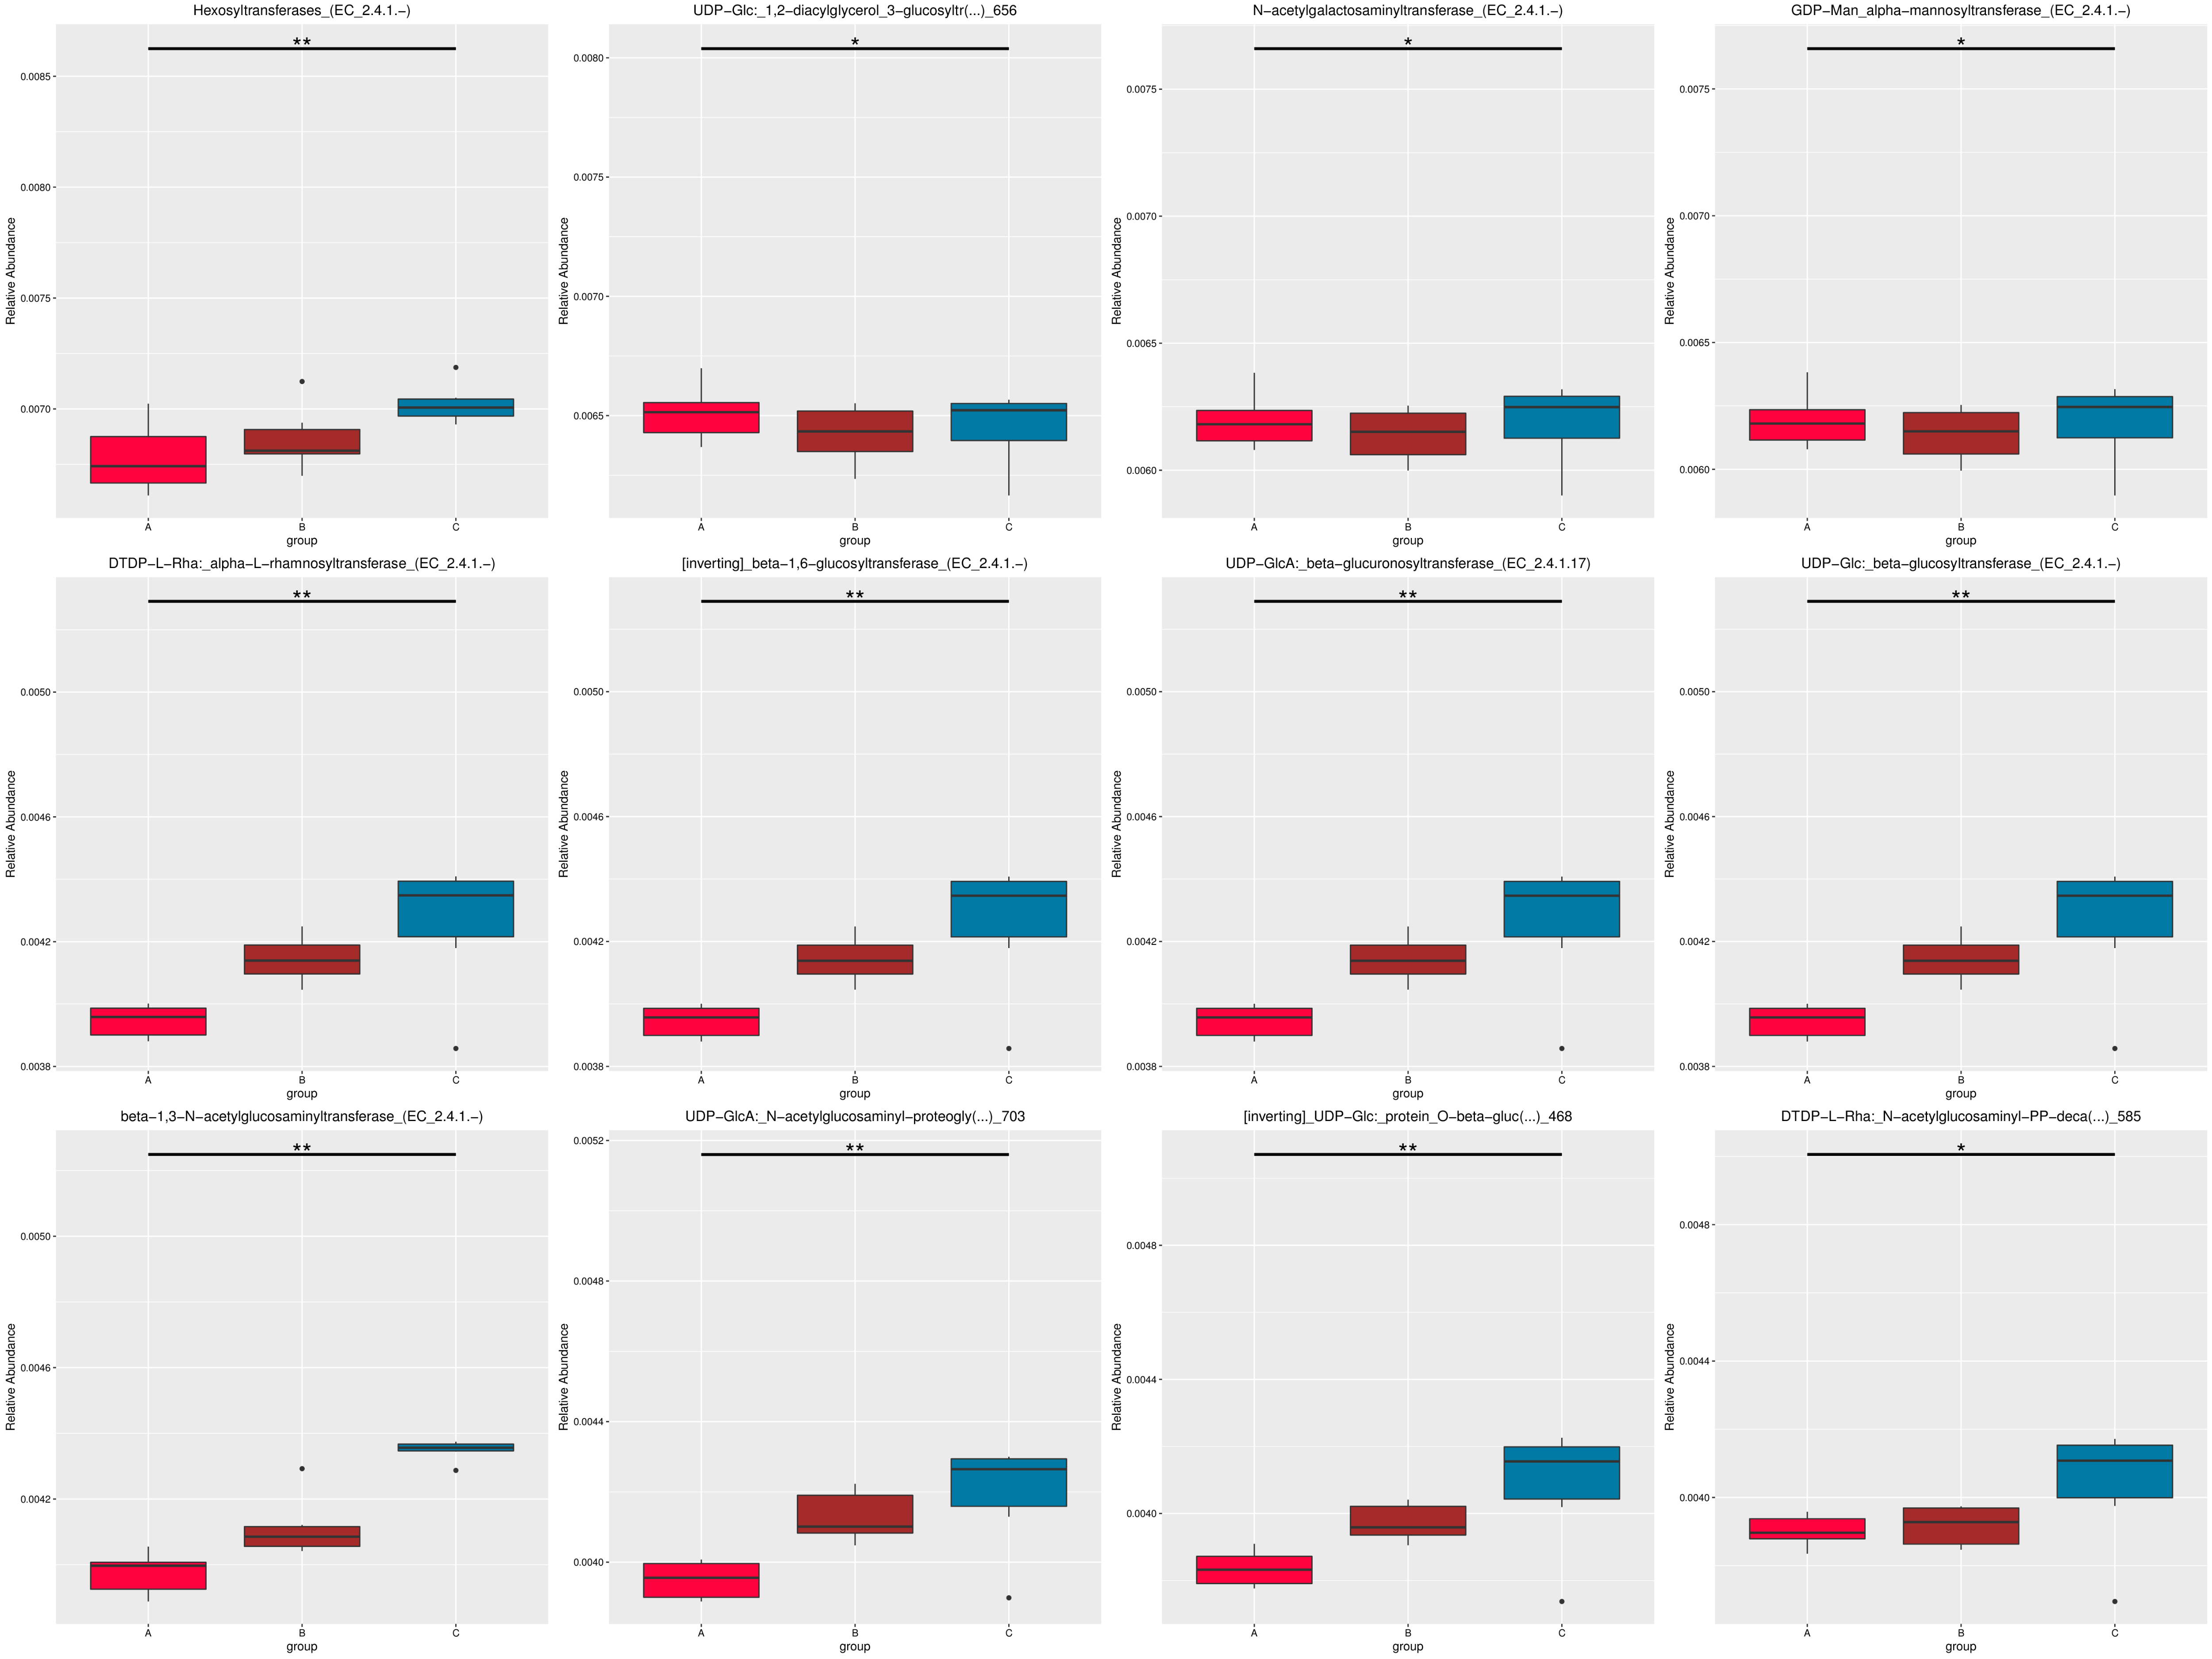 Hexosyltransferases_(EC_2.4.1.−)
**
Relative Abundance
0.0085
0.0080
0.0075
0.0070
A B C
group
UDP−Glc:_1,2−diacylglycerol_3−glucosyltr(...)_656
*
Relative Abundance
0.0080
0.0075
0.0070
0.0065
A B C
group
N−acetylgalactosaminyltransferase_(EC_2.4.1.−)
*
Relative Abundance
0.0075
0.0070
0.0065
0.0060
A B C
group
GDP−Man_alpha−mannosyltransferase_(EC_2.4.1.−)
*
Relative Abundance
0.0075
0.0070
0.0065
0.0060
A B C
group
DTDP−L−Rha:_alpha−L−rhamnosyltransferase_(EC_2.4.1.−)
**
Relative Abundance
0.0050
0.0046
0.0042
0.0038
A B C
group
[inverting]_beta−1,6−glucosyltransferase_(EC_2.4.1.−)
**
Relative Abundance
0.0050
0.0046
0.0042
0.0038
A B C
group
UDP−GlcA:_beta−glucuronosyltransferase_(EC_2.4.1.17)
**
Relative Abundance
0.0050
0.0046
0.0042
0.0038
A B C
group
UDP−Glc:_beta−glucosyltransferase_(EC_2.4.1.−)
**
Relative Abundance
0.0050
0.0046
0.0042
0.0038
A B C
group
beta−1,3−N−acetylglucosaminyltransferase_(EC_2.4.1.−)
**
Relative Abundance
0.0050
0.0046
0.0042
A B C
group
UDP−GlcA:_N−acetylglucosaminyl−proteogly(...)_703
**
Relative Abundance
0.0052
0.0048
0.0044
0.0040
A B C
group
[inverting]_UDP−Glc:_protein_O−beta−gluc(...)_468
**
Relative Abundance
0.0048
0.0044
0.0040
A B C
group
DTDP−L−Rha:_N−acetylglucosaminyl−PP−deca(...)_585
*
Relative Abundance
0.0048
0.0044
0.0040
A B C
group